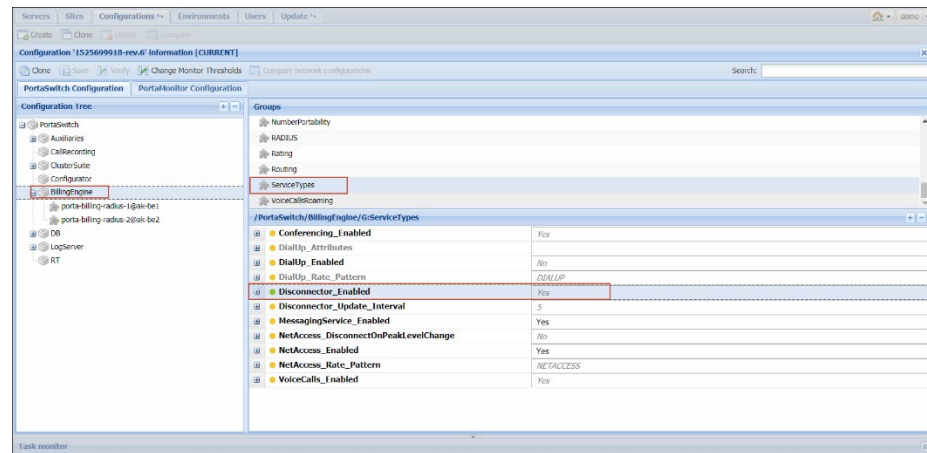 Servers Sites Configurations Environments Users Update demo
Create Clone Delete Compare
Configuration '1525699918-rev.6' information [CURRENT]
Clone Save Verify Change Monitor Thresholds Compare network configurations Search:
PortaSwitch Configuration PortaMonitor Configuration
Configuration Tree
PortaSwitch
Auxiliaries
CallRecording
ClusterSuite
Configurator
BillingEngine
porta-billing-radius-1@ak-be1
porta-billing-radius-2@ak-be2
DB
LogServer
RT
Groups
NumberPortability
RADIUS
Rating
Routing
ServiceTypes
VoiceCallsRoaming
/PortaSwitch/BillingEngine/G:ServiceTypes
Conferencing_Enabled Yes
DialUp_Attributes
DialUp_Enabled No
DialUp_Rate_Pattern DIALUP
Disconnector_Enabled Yes
Disconnector_Update_Interval 5
MessagingService_Enabled Yes
NetAccess_DisconnectOnPeakLevelChange No
NetAccess_Enabled Yes
NetAccess_Rate_Pattern NETACCESS
VoiceCalls_Enabled Yes
Task monitor